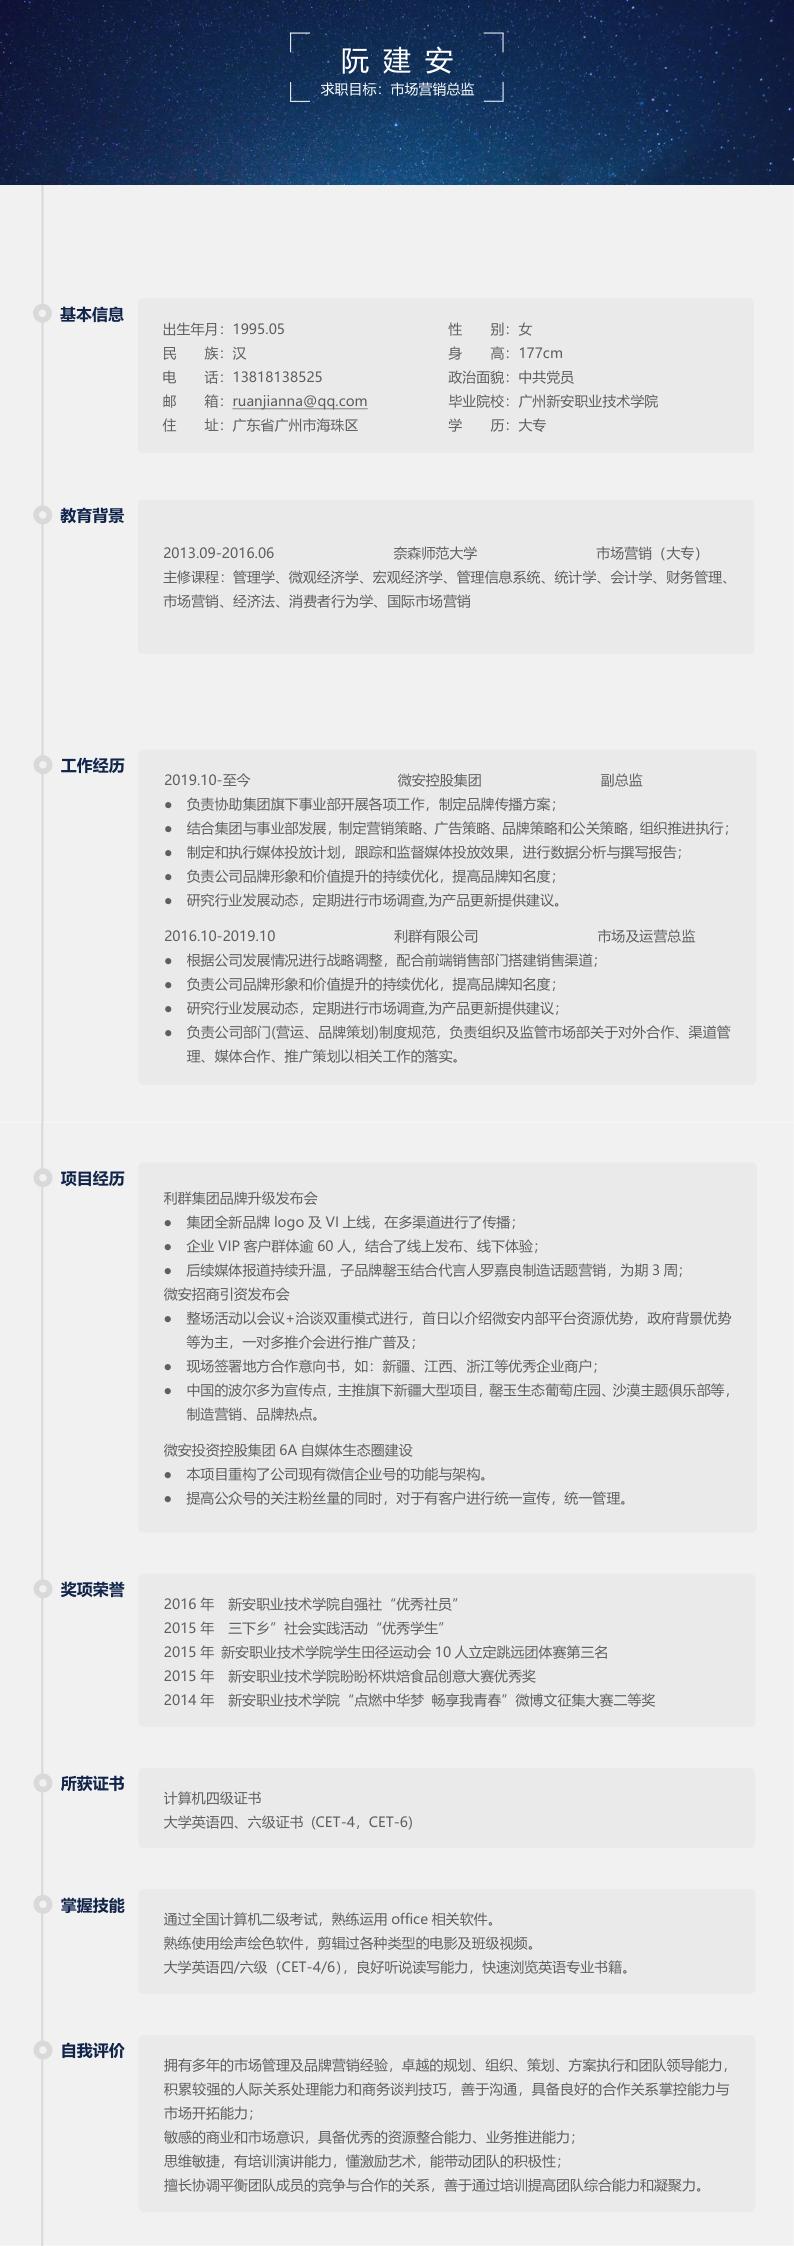 阮建安
求职目标：市场营销总监
基本信息
出生年月：1995.05 性 别：女
民 族：汉 身 高：177cm
电 话：13818138525 政治面貌：中共党员
邮 箱：ruanjianna@qq.com 毕业院校：广州新安职业技术学院
住 址：广东省广州市海珠区 学 历：大专
教育背景
2013.09-2016.06 奈森师范大学 市场营销（大专）
主修课程：管理学、微观经济学、宏观经济学、管理信息系统、统计学、会计学、财务管理、
市场营销、经济法、消费者行为学、国际市场营销
工作经历
2019.10-至今 微安控股集团 副总监
● 负责协助集团旗下事业部开展各项工作，制定品牌传播方案；
● 结合集团与事业部发展，制定营销策略、广告策略、品牌策略和公关策略，组织推进执行；
● 制定和执行媒体投放计划，跟踪和监督媒体投放效果，进行数据分析与撰写报告；
● 负责公司品牌形象和价值提升的持续优化，提高品牌知名度；
● 研究行业发展动态，定期进行市场调查,为产品更新提供建议。
2016.10-2019.10 利群有限公司 市场及运营总监
● 根据公司发展情况进行战略调整，配合前端销售部门搭建销售渠道；
● 负责公司品牌形象和价值提升的持续优化，提高品牌知名度；
● 研究行业发展动态，定期进行市场调查,为产品更新提供建议；
● 负责公司部门(营运、品牌策划)制度规范，负责组织及监管市场部关于对外合作、渠道管
理、媒体合作、推广策划以相关工作的落实。
项目经历
利群集团品牌升级发布会
● 集团全新品牌 logo 及 VI 上线，在多渠道进行了传播；
● 企业 VIP 客户群体逾 60 人，结合了线上发布、线下体验；
● 后续媒体报道持续升温，子品牌罄玉结合代言人罗嘉良制造话题营销，为期 3 周；
微安招商引资发布会
● 整场活动以会议+洽谈双重模式进行，首日以介绍微安内部平台资源优势，政府背景优势
等为主，一对多推介会进行推广普及；
● 现场签署地方合作意向书，如：新疆、江西、浙江等优秀企业商户；
● 中国的波尔多为宣传点，主推旗下新疆大型项目，罄玉生态葡萄庄园、沙漠主题俱乐部等，
制造营销、品牌热点。
微安投资控股集团 6A 自媒体生态圈建设
● 本项目重构了公司现有微信企业号的功能与架构。
● 提高公众号的关注粉丝量的同时，对于有客户进行统一宣传，统一管理。
奖项荣誉
2016 年 新安职业技术学院自强社“优秀社员”
2015 年 三下乡”社会实践活动“优秀学生”
2015 年 新安职业技术学院学生田径运动会 10 人立定跳远团体赛第三名
2015 年 新安职业技术学院盼盼杯烘焙食品创意大赛优秀奖
2014 年 新安职业技术学院“点燃中华梦 畅享我青春”微博文征集大赛二等奖
所获证书
计算机四级证书
大学英语四、六级证书 (CET-4，CET-6)
掌握技能
通过全国计算机二级考试，熟练运用 office 相关软件。
熟练使用绘声绘色软件，剪辑过各种类型的电影及班级视频。
大学英语四/六级（CET-4/6），良好听说读写能力，快速浏览英语专业书籍。
自我评价
拥有多年的市场管理及品牌营销经验，卓越的规划、组织、策划、方案执行和团队领导能力，
积累较强的人际关系处理能力和商务谈判技巧，善于沟通，具备良好的合作关系掌控能力与
市场开拓能力；
敏感的商业和市场意识，具备优秀的资源整合能力、业务推进能力；
思维敏捷，有培训演讲能力，懂激励艺术，能带动团队的积极性；
擅长协调平衡团队成员的竞争与合作的关系，善于通过培训提高团队综合能力和凝聚力。